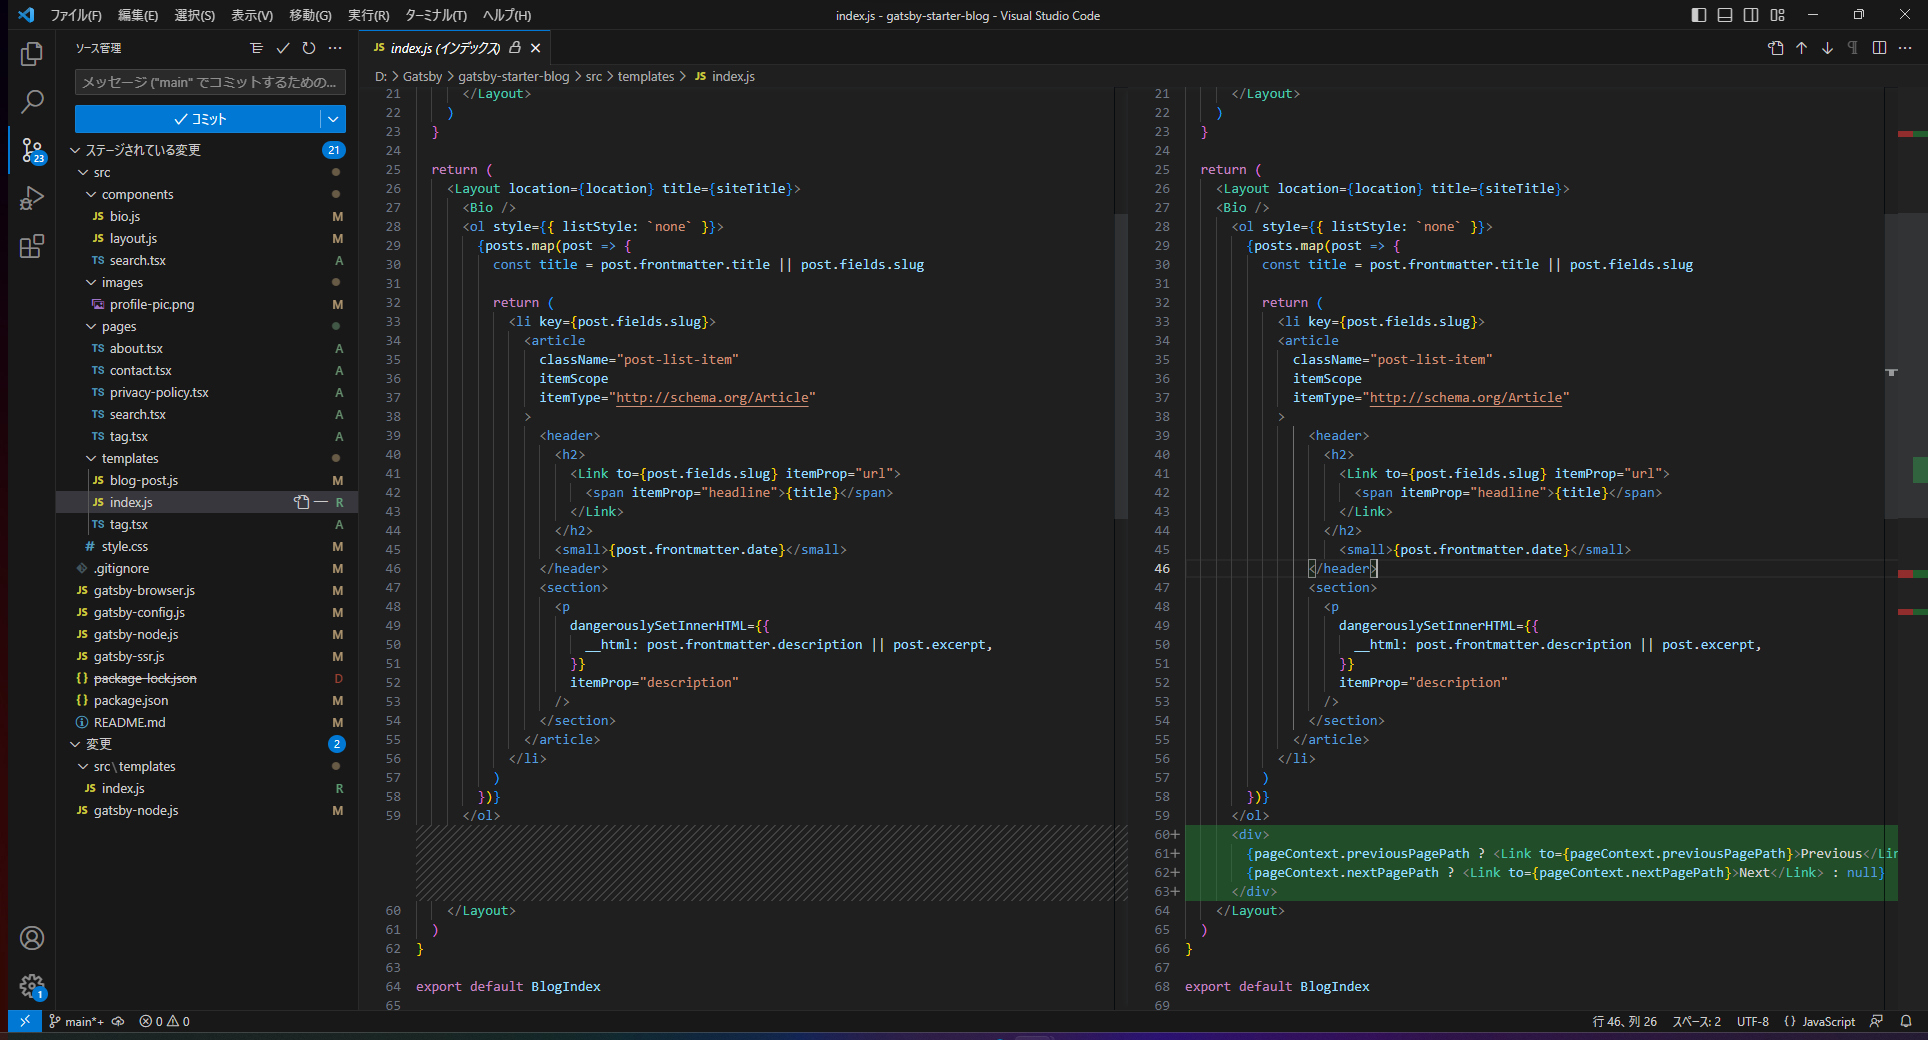 ファイル(F) 編集(E) 選択(S) 表示(V) 移動(G) 実行(R) ターミナル(T) ヘルプ(H)
index.js - gatsby-starter-blog - Visual Studio Code
ソース管理
メッセージ ("main" でコミットするための...
コミット
ステージされている変更 21
src
components
JS bio.js M
JS layout.js M
TS search.tsx A
images
profile-pic.png M
pages
TS about.tsx A
TS contact.tsx A
TS privacy-policy.tsx A
TS search.tsx A
TS tag.tsx A
templates
JS blog-post.js M
JS index.js R
TS tag.tsx A
# style.css M
.gitignore M
JS gatsby-browser.js M
JS gatsby-config.js M
JS gatsby-node.js M
JS gatsby-ssr.js M
{} package-lock.json D
{} package.json M
README.md M
変更 2
src\templates
JS index.js R
JS gatsby-node.js M
23
1
JS index.js (インデックス)
D: > Gatsby > gatsby-starter-blog > src > templates > JS index.js
21 </Layout>
22 )
23 }
24
25 return (
26 <Layout location={location} title={siteTitle}>
27 <Bio />
28 <ol style={{ listStyle: `none` }}>
29 {posts.map(post => {
30 const title = post.frontmatter.title || post.fields.slug
31
32 return (
33 <li key={post.fields.slug}>
34 <article
35 className="post-list-item"
36 itemScope
37 itemType="http://schema.org/Article"
38 >
39 <header>
40 <h2>
41 <Link to={post.fields.slug} itemProp="url">
42 <span itemProp="headline">{title}</span>
43 </Link>
44 </h2>
45 <small>{post.frontmatter.date}</small>
46 </header>
47 <section>
48 <p
49 dangerouslySetInnerHTML={{
50 __html: post.frontmatter.description || post.excerpt,
51 }}
52 itemProp="description"
53 />
54 </section>
55 </article>
56 </li>
57 )
58 })}
59 </ol>
60 </Layout>
61 )
62 }
63
64 export default BlogIndex
65
21 </Layout>
22 )
23 }
24
25 return (
26 <Layout location={location} title={siteTitle}>
27 <Bio />
28 <ol style={{ listStyle: `none` }}>
29 {posts.map(post => {
30 const title = post.frontmatter.title || post.fields.slug
31
32 return (
33 <li key={post.fields.slug}>
34 <article
35 className="post-list-item"
36 itemScope
37 itemType="http://schema.org/Article"
38 >
39 <header>
40 <h2>
41 <Link to={post.fields.slug} itemProp="url">
42 <span itemProp="headline">{title}</span>
43 </Link>
44 </h2>
45 <small>{post.frontmatter.date}</small>
46 </header>
47 <section>
48 <p
49 dangerouslySetInnerHTML={{
50 __html: post.frontmatter.description || post.excerpt,
51 }}
52 itemProp="description"
53 />
54 </section>
55 </article>
56 </li>
57 )
58 })}
59 </ol>
60+ <div>
61+ {pageContext.previousPagePath ? <Link to={pageContext.previousPagePath}>Previous</Lin
62+ {pageContext.nextPagePath ? <Link to={pageContext.nextPagePath}>Next</Link> : null}
63+ </div>
64 </Layout>
65 )
66 }
67
68 export default BlogIndex
69
main*+ 0 0
行 46、列 26 スペース: 2 UTF-8 {} JavaScript